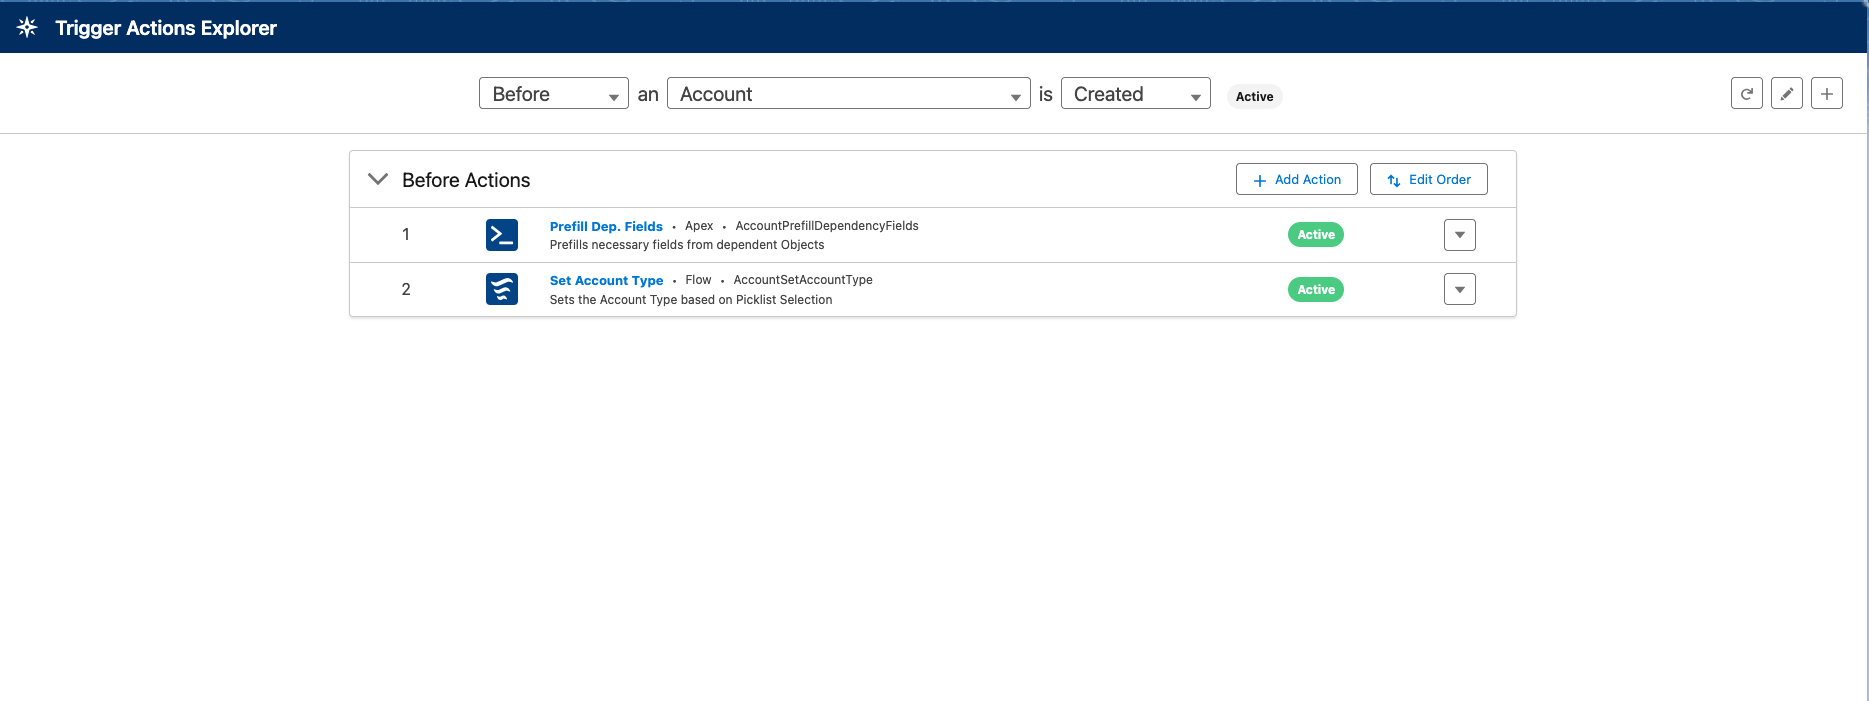 Trigger Actions Explorer
Before an Account is Created Active
Before Actions Add Action Edit Order
1 Prefill Dep. Fields • Apex • AccountPrefillDependencyFields Active
Prefills necessary fields from dependent Objects
2 Set Account Type • Flow • AccountSetAccountType Active
Sets the Account Type based on Picklist Selection